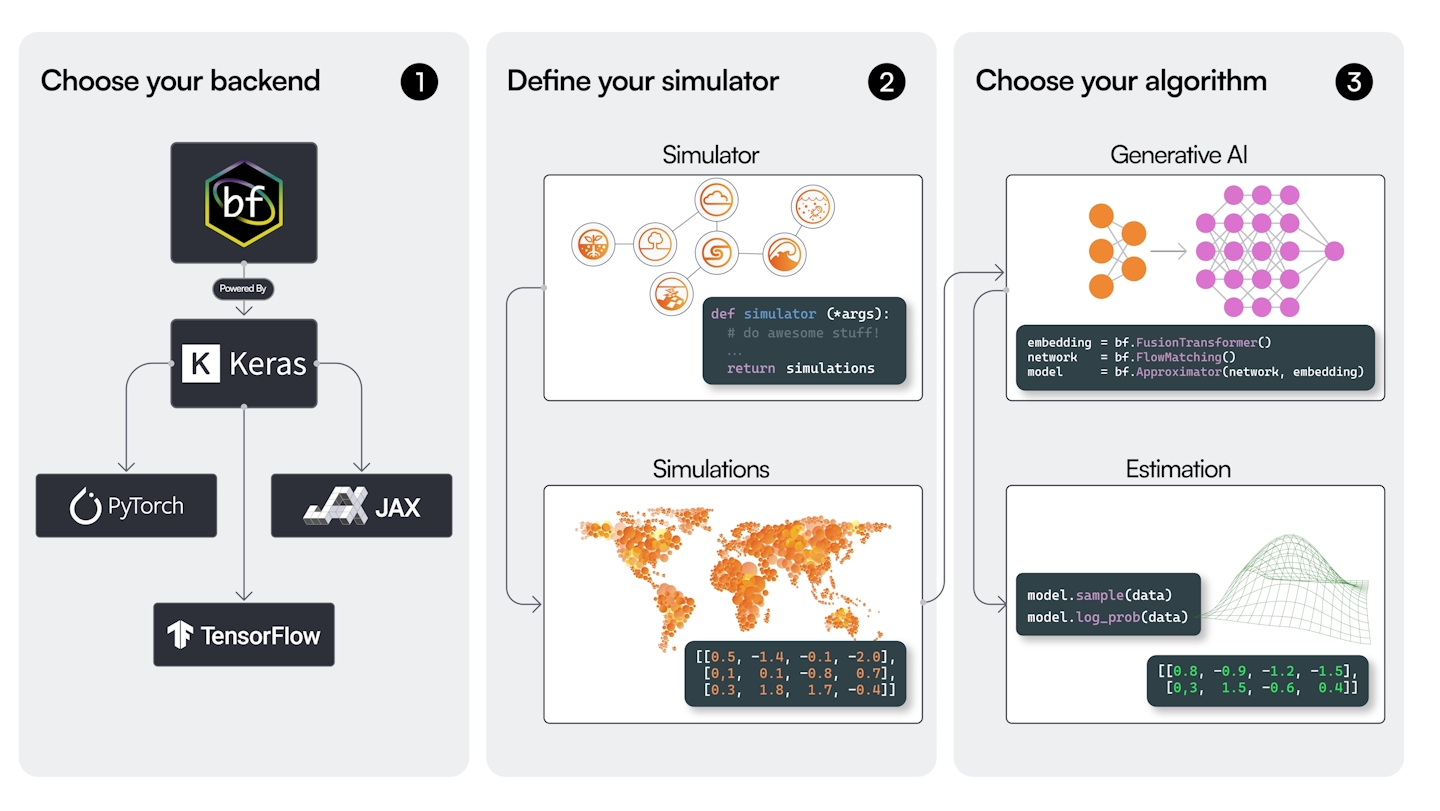 Choose your backend
1
bf
Powered By
K Keras
PyTorch
JAX JAX
TensorFlow
Define your simulator
2
Simulator
def simulator (*args):
# do awesome stuff!
...
return simulations
Simulations
[[0.5, −1.4, −0.1, −2.0],
[0,1, 0.1, −0.8, 0.7],
[0.3, 1.8, 1.7, −0.4]]
Choose your algorithm
3
Generative AI
embedding = bf.FusionTransformer()
network = bf.FlowMatching()
model = bf.Approximator(network, embedding)
Estimation
model.sample(data)
model.log_prob(data)
[[0.8, −0.9, −1.2, −1.5],
[0,3, 1.5, −0.6, 0.4]]